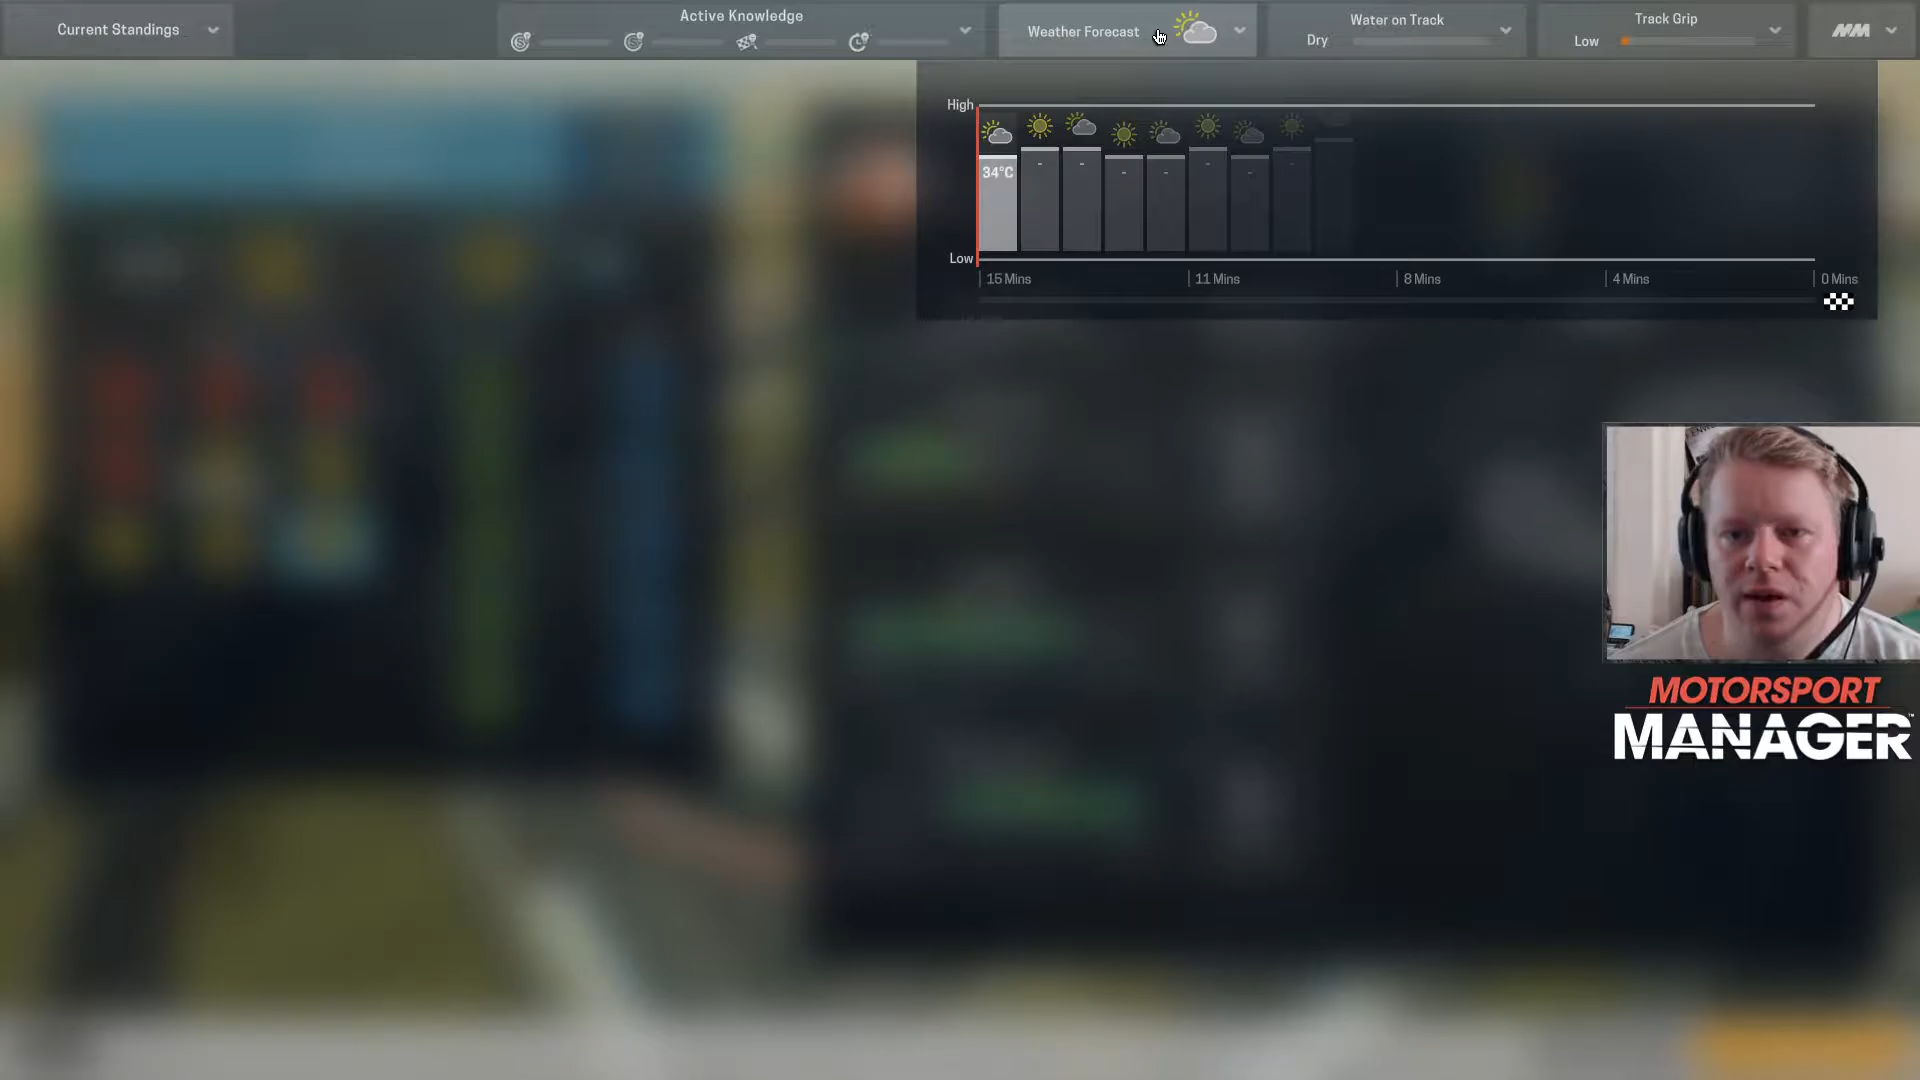 Current Standings
Active Knowledge
Weather Forecast
Water on Track
Dry
Track Grip
Low
High
34°C
- - - - - - -
Low
15 Mins
11 Mins
8 Mins
4 Mins
0 Mins
MOTORSPORT
MANAGER